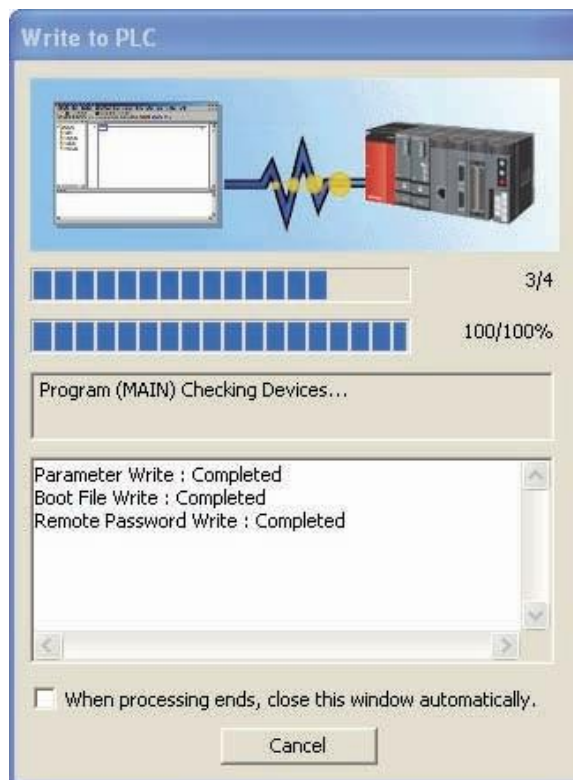 Write to PLC
3/4
100/100%
Program (MAIN) Checking Devices...
Parameter Write : Completed
Boot File Write : Completed
Remote Password Write : Completed
When processing ends, close this window automatically.
Cancel